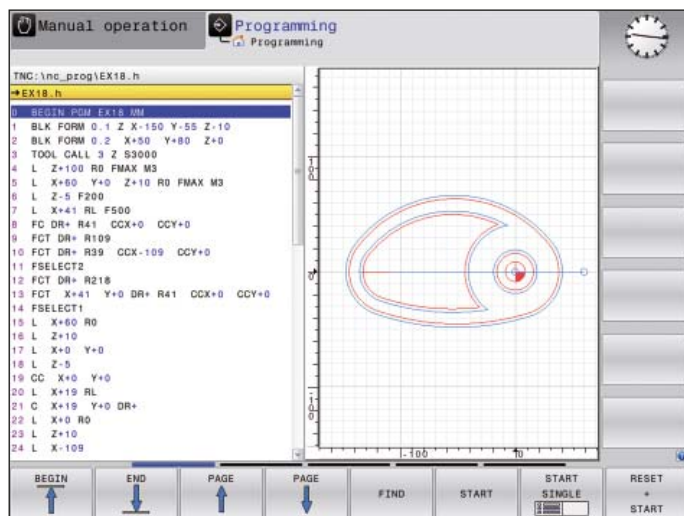 Manual operation
Programming
Programming
TNC:\nc_prog\EX18.h
→EX18.h
0 BEGIN PGM EX18 MM
1 BLK FORM 0.1 Z X-150 Y-55 Z-10
2 BLK FORM 0.2 X+50 Y+80 Z+0
3 TOOL CALL 3 Z S3000
4 L Z+100 R0 FMAX M3
5 L X+60 Y+0 Z+10 R0 FMAX M3
6 L Z-5 F200
7 L X+41 RL F500
8 FC DR+ R41 CCX+0 CCY+0
9 FCT DR+ R109
10 FCT DR+ R39 CCX-109 CCY+0
11 FSELECT2
12 FCT DR+ R218
13 FCT X+41 Y+0 DR+ R41 CCX+0 CCY+0
14 FSELECT1
15 L X+60 R0
16 L Z+10
17 L X+0 Y+0
18 L Z-5
19 CC X+0 Y+0
20 L X+19 RL
21 C X+19 Y+0 DR+
22 L X+0 R0
23 L Z+10
24 L X-109
100
0
-100
-100
0
BEGIN
END
PAGE
PAGE
FIND
START
START
SINGLE
RESET
+
START